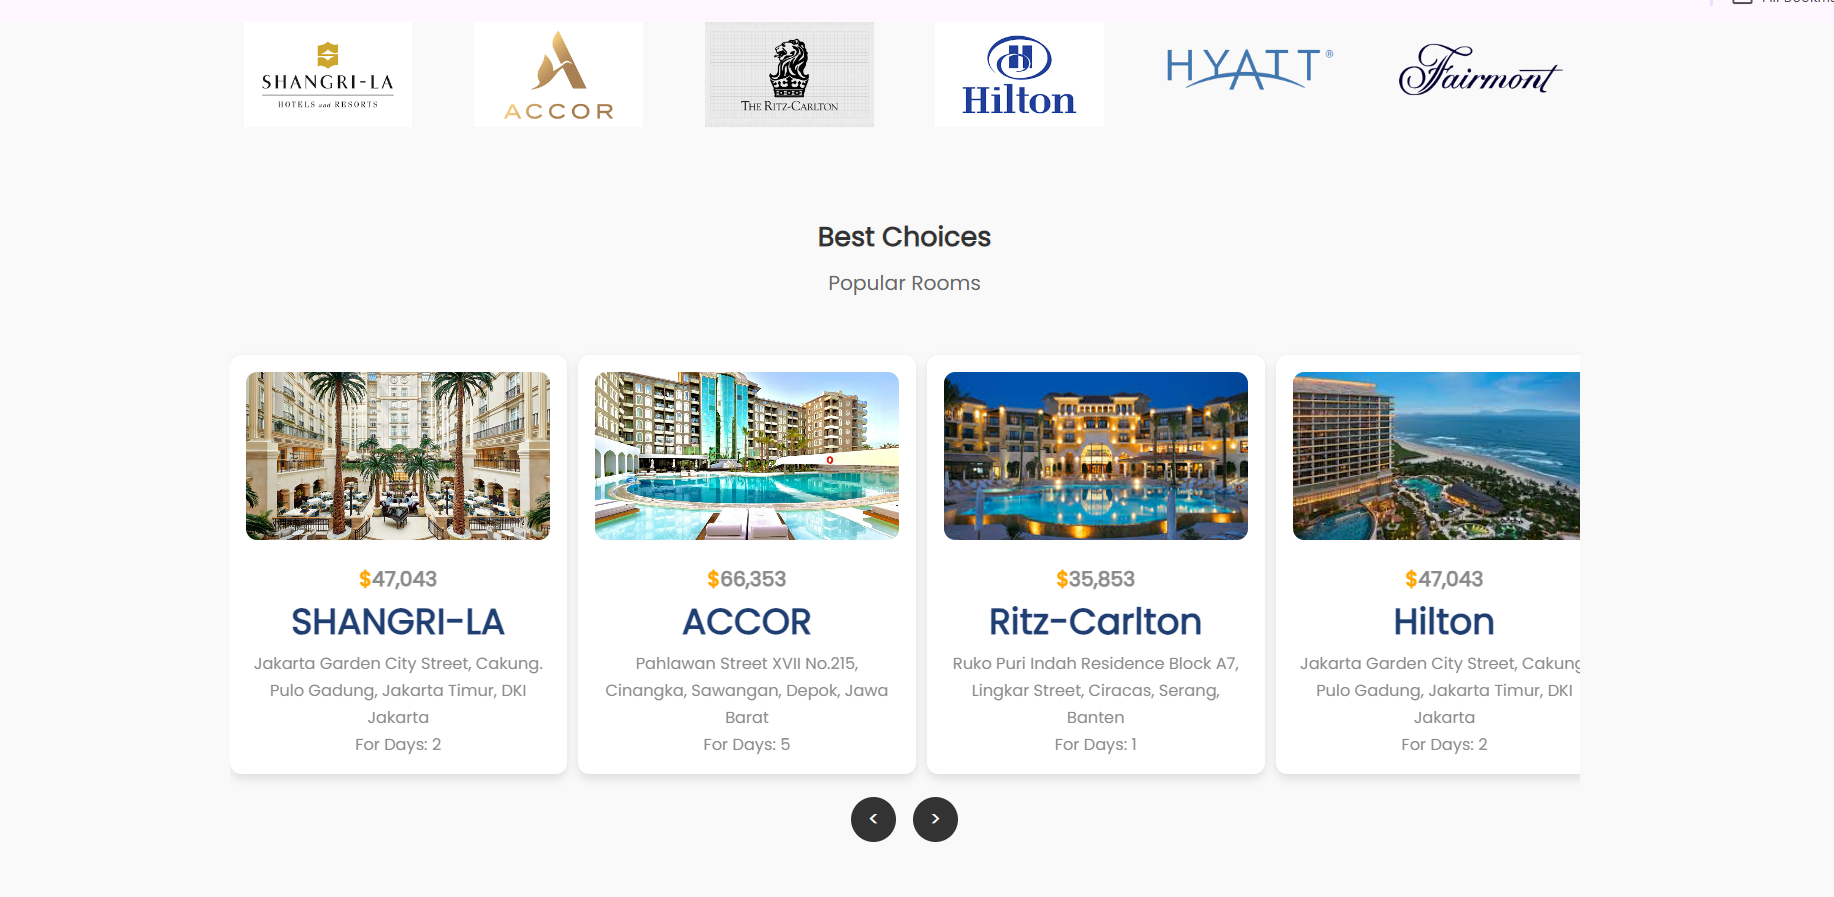 SHANGRI-LA
HOTELS and RESORTS
ACCOR
THE RITZ-CARLTON
Hilton
HYATT®
Fairmont
Best Choices
Popular Rooms
$47,043
SHANGRI-LA
Jakarta Garden City Street, Cakung.
Pulo Gadung, Jakarta Timur, DKI
Jakarta
For Days: 2
$66,353
ACCOR
Pahlawan Street XVII No.215,
Cinangka, Sawangan, Depok, Jawa
Barat
For Days: 5
$35,853
Ritz-Carlton
Ruko Puri Indah Residence Block A7,
Lingkar Street, Ciracas, Serang,
Banten
For Days: 1
$47,043
Hilton
Jakarta Garden City Street, Cakung
Pulo Gadung, Jakarta Timur, DKI
Jakarta
For Days: 2
< >